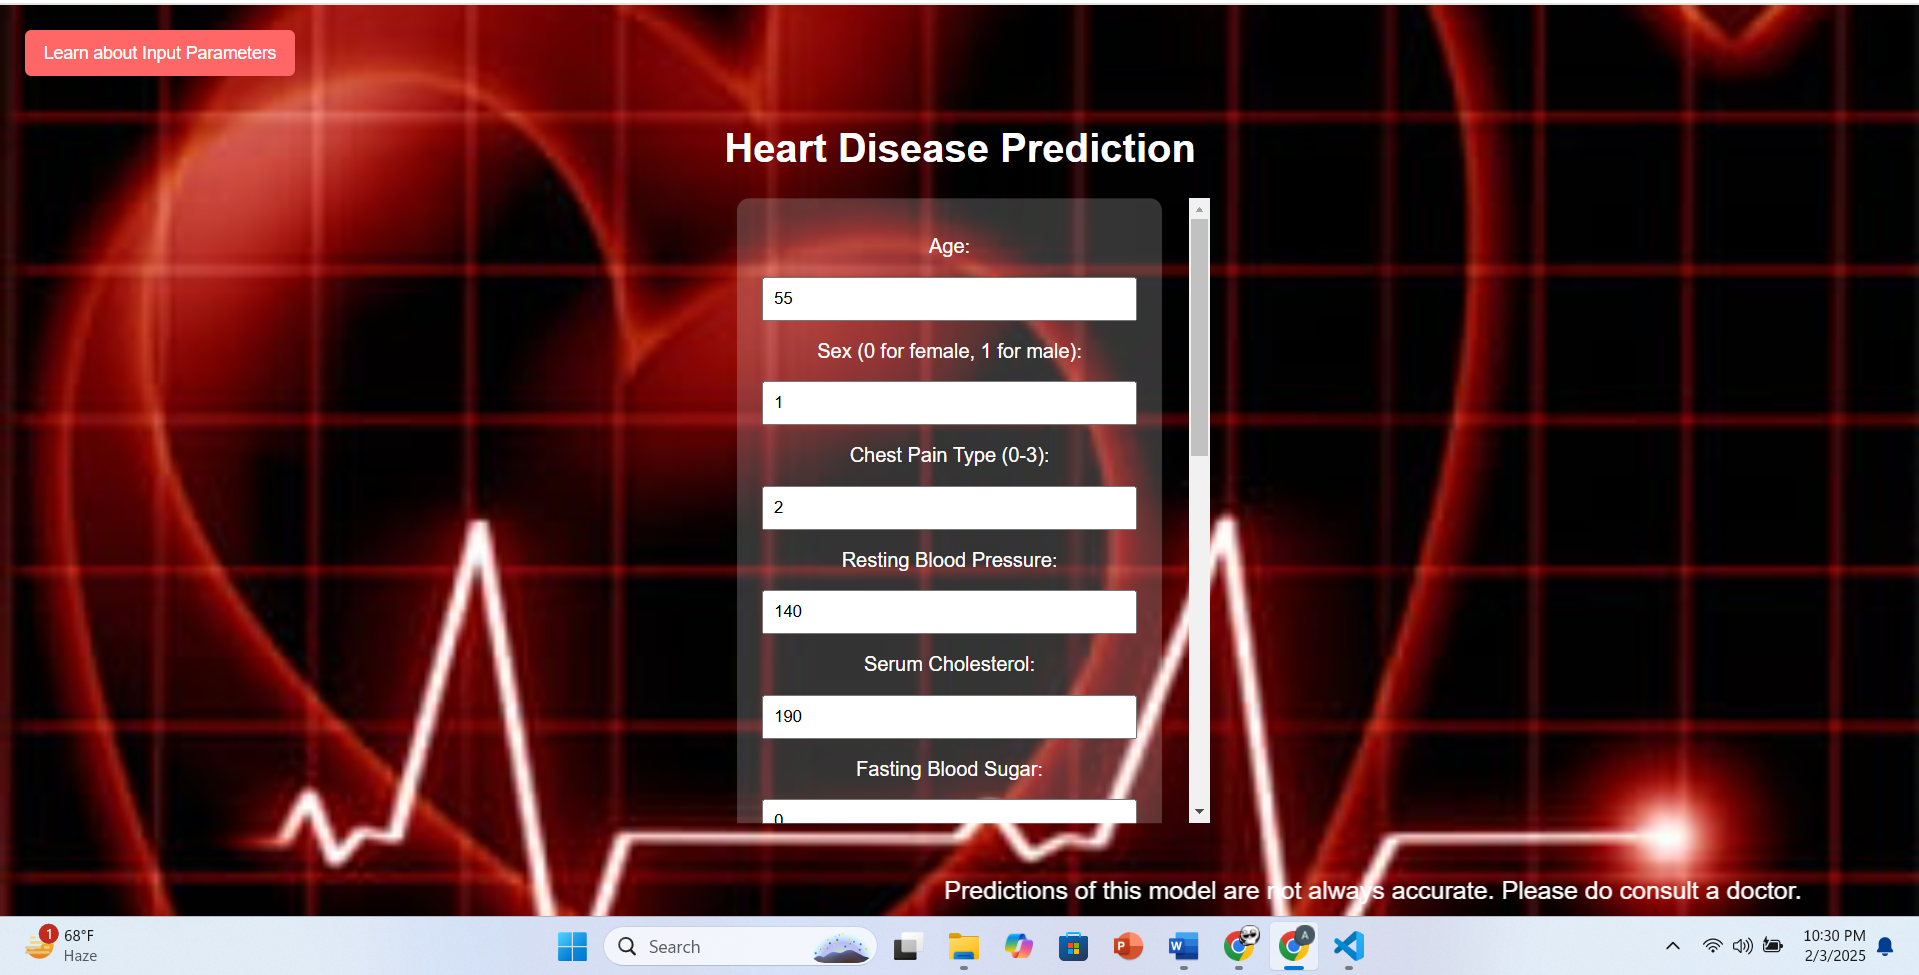 Learn about Input Parameters
Heart Disease Prediction
Age:
55
Sex (0 for female, 1 for male):
1
Chest Pain Type (0-3):
2
Resting Blood Pressure:
140
Serum Cholesterol:
190
Fasting Blood Sugar:
0
Predictions of this model are not always accurate. Please do consult a doctor.
1
68°F
Haze
Search
P
W
A
10:30 PM
2/3/2025